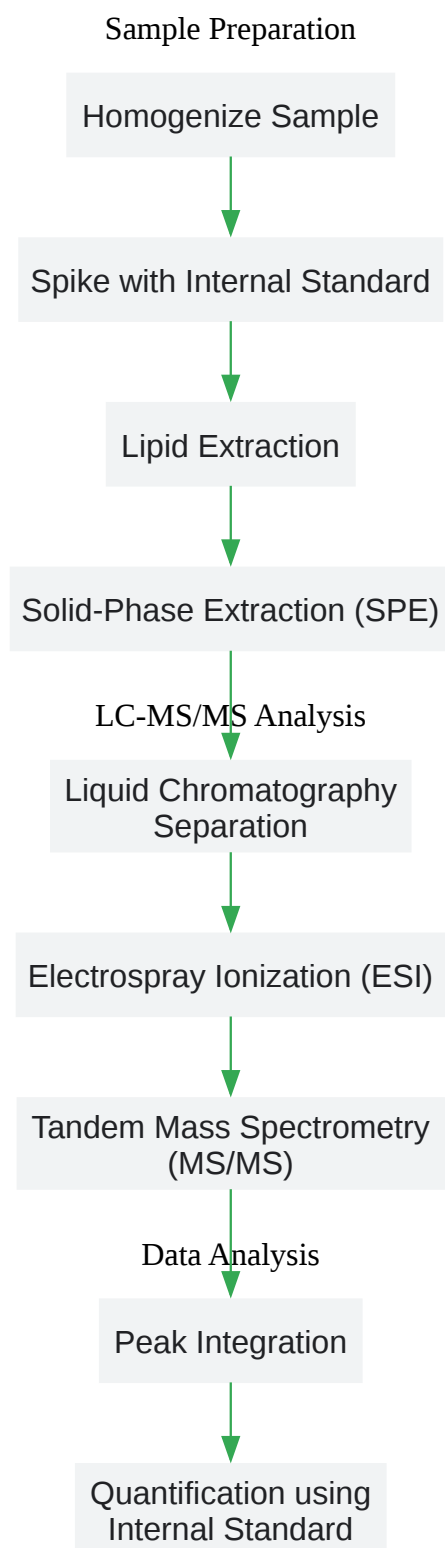 Sample Preparation
Homogenize Sample
Spike with Internal Standard
Lipid Extraction
Solid-Phase Extraction (SPE)
LC-MS/MS Analysis
Liquid Chromatography
Separation
Electrospray Ionization (ESI)
Tandem Mass Spectrometry
(MS/MS)
Data Analysis
Peak Integration
Quantification using
Internal Standard